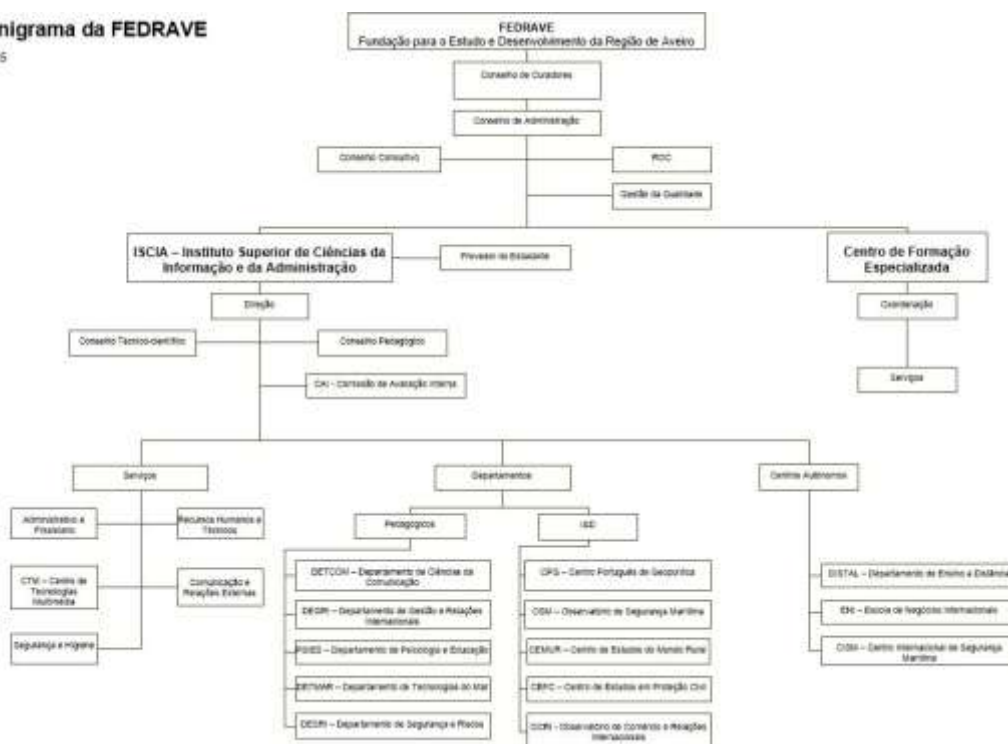 nigrama da FEDRAVE
FEDRAVE
Fundação para o Estudo e Desenvolvimento da Região de Aveiro
Conselho de Curadores
Conselho de Administração
Conselho Consultivo
ROC
Gestão da Qualidade
ISCIA – Instituto Superior de Ciências da
Informação e da Administração
Provedor do Estudante
Centro de Formação
Especializada
Direção
Coordenação
Conselho Técnico-científico
Conselho Pedagógico
Serviços
CAI - Comissão de Avaliação Interna
Serviços
Departamentos
Centros Autónomos
Administrativo e
Financeiro
Recursos Humanos e
Técnicos
Pedagógicos
I&D
CTM – Centro de
Tecnologias
Multimédia
Comunicação e
Relações Externas
Segurança e Higiene
DETCOM – Departamento de Ciências da
Comunicação
DEGRI – Departamento de Gestão e Relações
Internacionais
– Departamento de Psicologia e Educação
DETMAR – Departamento de Tecnologias do Mar
DESRI – Departamento de Segurança e Riscos
CPG – Centro Português de Geopolítica
OSM – Observatório de Segurança Marítima
CEMUR – Centro de Estudos do Mundo Rural
– Centro de Estudos em Proteção Civil
– Observatório de Comércio e Relações
Internacionais
DISTAL – Departamento de Ensino a Distância
ENI – Escola de Negócios Internacionais
CISM – Centro Internacional de Segurança
Marítima